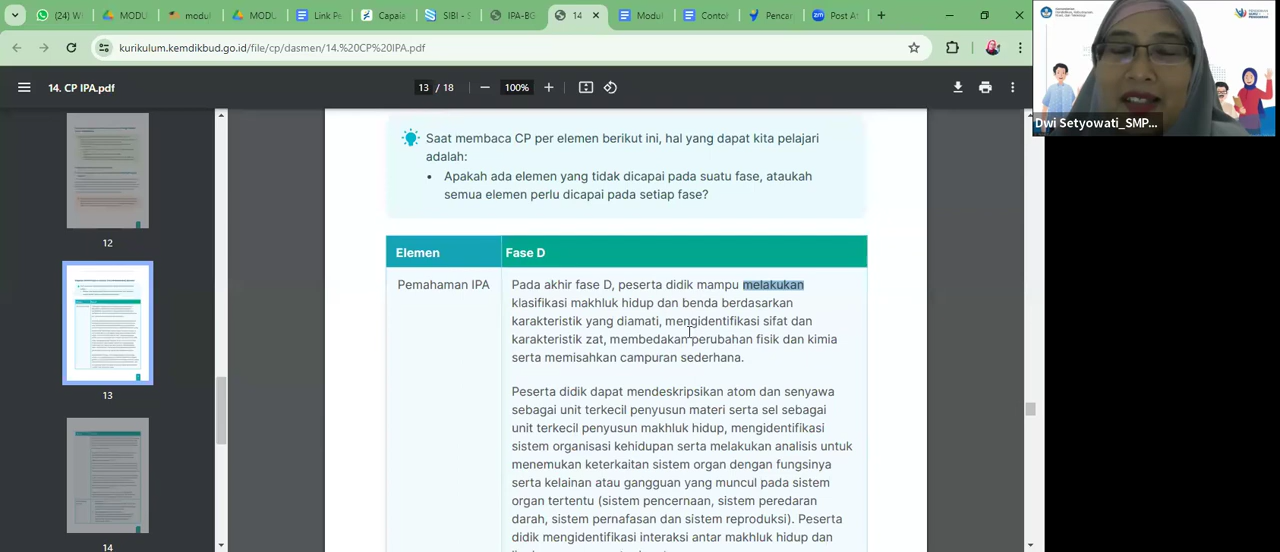 (4) W
MODU
modul
MODU
Link P
Capaie
SIBI -
IPA-BG
14
Modul
Contol
Pend
Post At
kurikulum.kemdikbud.go.id/file/cp/dasmen/14.%20CP%20IPA.pdf
14. CP IPA.pdf
13 / 18
100%
Dwi Setyowati_SMP...
12
13
14
Saat membaca CP per elemen berikut ini, hal yang dapat kita pelajari
adalah:
• Apakah ada elemen yang tidak dicapai pada suatu fase, ataukah
semua elemen perlu dicapai pada setiap fase?
Elemen
Fase D
Pemahaman IPA
Pada akhir fase D, peserta didik mampu melakukan
klasifikasi makhluk hidup dan benda berdasarkan
karakteristik yang diamati, mengidentifikasi sifat dan
karakteristik zat, membedakan perubahan fisik dan kimia
serta memisahkan campuran sederhana.
Peserta didik dapat mendeskripsikan atom dan senyawa
sebagai unit terkecil penyusun materi serta sel sebagai
unit terkecil penyusun makhluk hidup, mengidentifikasi
sistem organisasi kehidupan serta melakukan analisis untuk
menemukan keterkaitan sistem organ dengan fungsinya
serta kelainan atau gangguan yang muncul pada sistem
organ tertentu (sistem pencernaan, sistem peredaran
darah, sistem pernafasan dan sistem reproduksi). Peserta
didik mengidentifikasi interaksi antar makhluk hidup dan